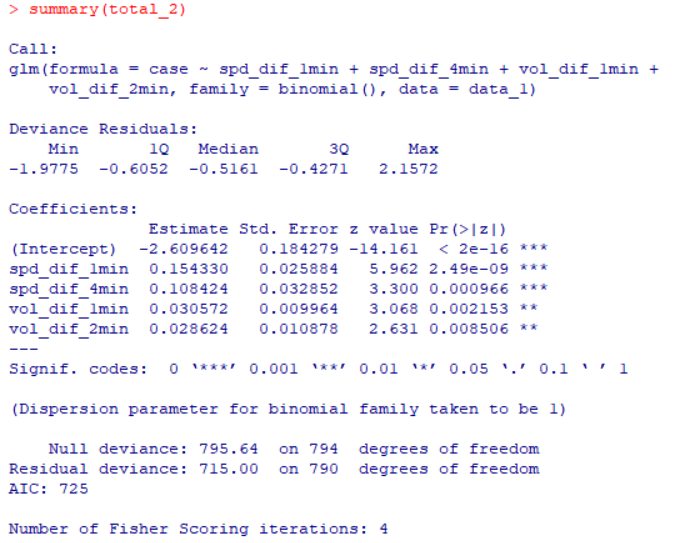 > summary(total_2)
Call:
glm(formula = case ~ spd_dif_1min + spd_dif_4min + vol_dif_1min +
    vol_dif_2min, family = binomial(), data = data_1)
Deviance Residuals:
    Min      1Q  Median      3Q     Max
-1.9775 -0.6052 -0.5161 -0.4271  2.1572
Coefficients:
             Estimate Std. Error z value Pr(>|z|)
(Intercept)  -2.609642   0.184279 -14.161  < 2e-16 ***
spd_dif_1min  0.154330   0.025884   5.962 2.49e-09 ***
spd_dif_4min  0.108424   0.032852   3.300 0.000966 ***
vol_dif_1min  0.030572   0.009964   3.068 0.002153 **
vol_dif_2min  0.028624   0.010878   2.631 0.008506 **
---
Signif. codes:  0 ‘***’ 0.001 ‘**’ 0.01 ‘*’ 0.05 ‘.’ 0.1 ‘ ’ 1
(Dispersion parameter for binomial family taken to be 1)
    Null deviance: 795.64  on 794  degrees of freedom
Residual deviance: 715.00  on 790  degrees of freedom
AIC: 725
Number of Fisher Scoring iterations: 4